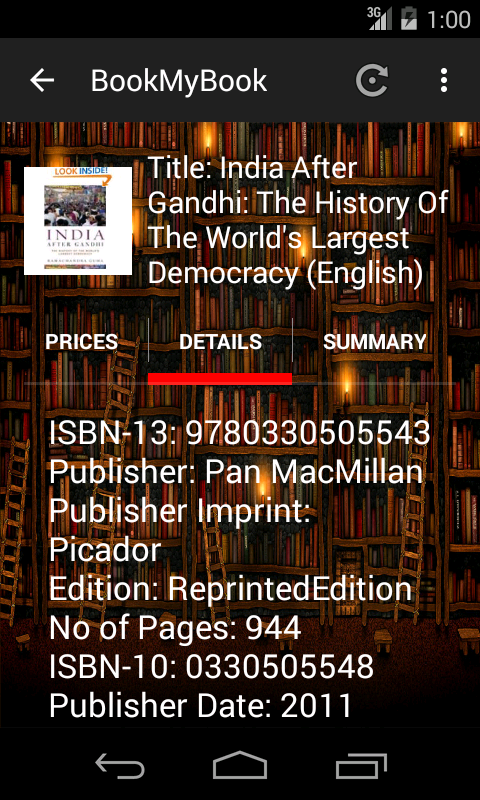 3G 1:00
BookMyBook
LOOK INSIDE!
INDIA
AFTER GANDHI
Title: India After
Gandhi: The History Of
The World's Largest
Democracy (English)
PRICES DETAILS SUMMARY
ISBN-13: 9780330505543
Publisher: Pan MacMillan
Publisher Imprint:
Picador
Edition: ReprintedEdition
No of Pages: 944
ISBN-10: 0330505548
Publisher Date: 2011